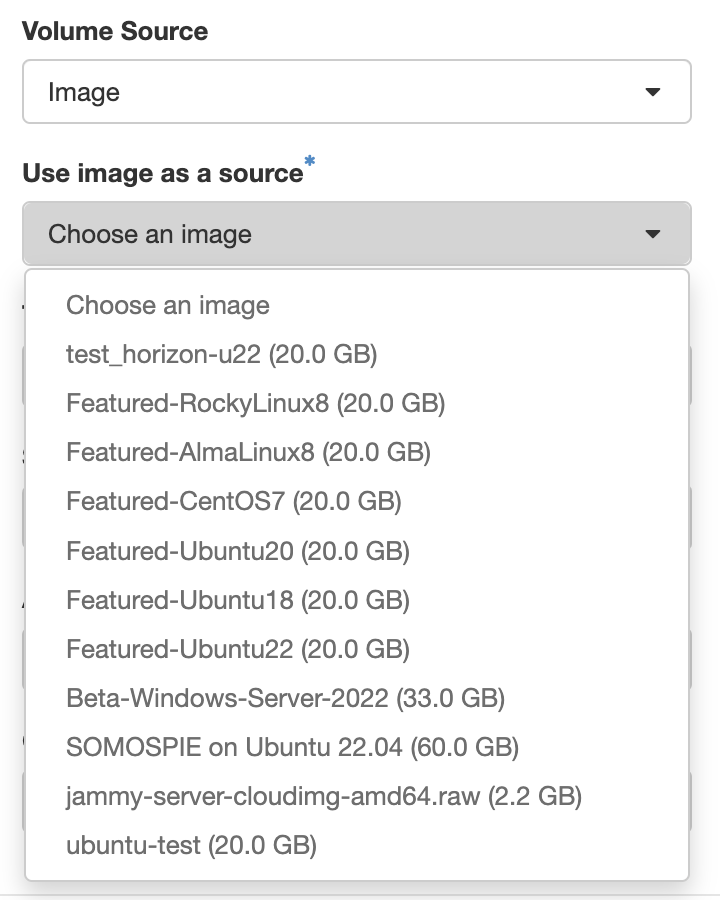 Volume Source
Image
Use image as a source*
Choose an image
Choose an image
test_horizon-u22 (20.0 GB)
Featured-RockyLinux8 (20.0 GB)
Featured-AlmaLinux8 (20.0 GB)
Featured-CentOS7 (20.0 GB)
Featured-Ubuntu20 (20.0 GB)
Featured-Ubuntu18 (20.0 GB)
Featured-Ubuntu22 (20.0 GB)
Beta-Windows-Server-2022 (33.0 GB)
SOMOSPIE on Ubuntu 22.04 (60.0 GB)
jammy-server-cloudimg-amd64.raw (2.2 GB)
ubuntu-test (20.0 GB)